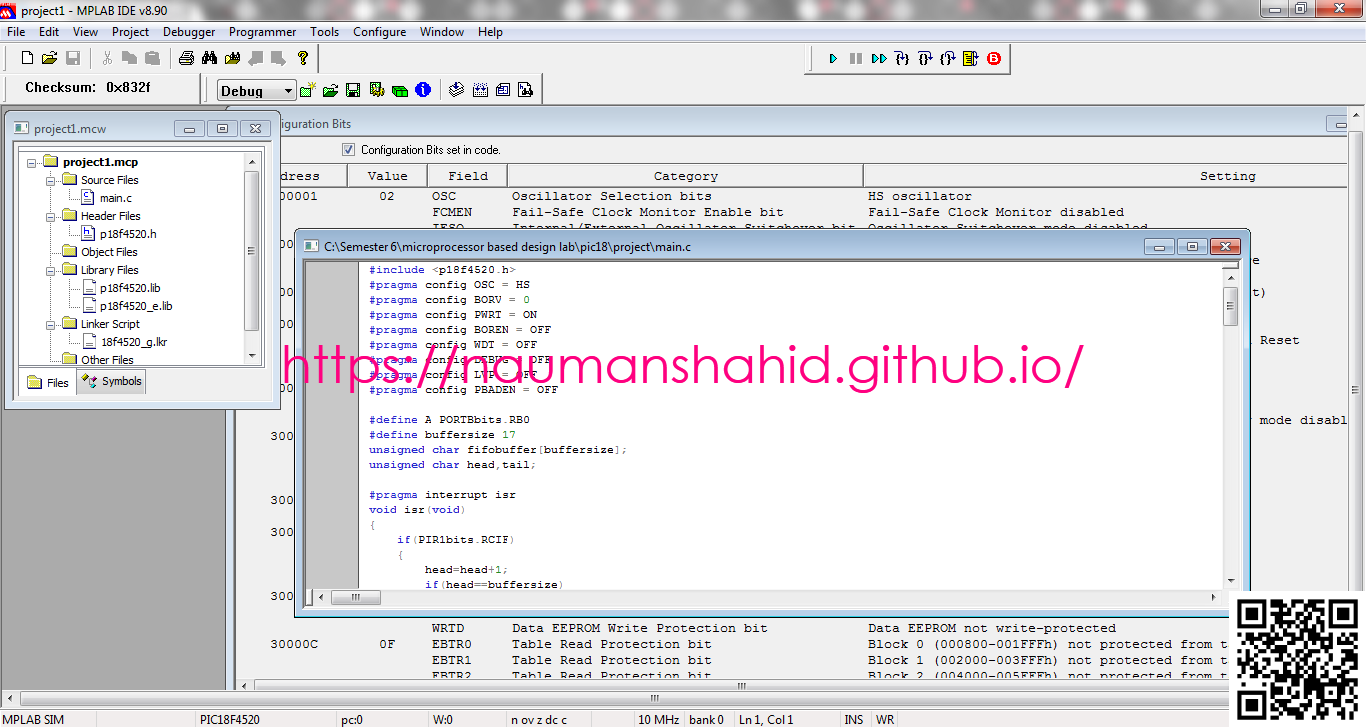 project1 - MPLAB IDE v8.90
File Edit View Project Debugger Programmer Tools Configure Window Help
Checksum: 0x832f
Debug
project1.mcw
project1.mcp
Source Files
main.c
Header Files
p18f4520.h
Object Files
Library Files
p18f4520.lib
p18f4520_e.lib
Linker Script
18f4520_g.lkr
Other Files
Files Symbols
Configuration Bits set in code.
Value Field Category Setting
02 OSC Oscillator Selection bits HS oscillator
FCMEN Fail-Safe Clock Monitor Enable bit Fail-Safe Clock Monitor disabled
C:\Semester 6\microprocessor based design lab\pic18\project\main.c
#include <p18f4520.h>
#pragma config OSC = HS
#pragma config BORV = 0
#pragma config PWRT = ON
#pragma config BOREN = OFF
#pragma config WDT = OFF
#pragma config DEBUG = OFF
#pragma config LVP = OFF
#pragma config PBADEN = OFF
#define A PORTBbits.RB0
#define buffersize 17
unsigned char fifobuffer[buffersize];
unsigned char head,tail;
#pragma interrupt isr
void isr(void)
{
if(PIR1bits.RCIF)
{
head=head+1;
if(head==buffersize)
https://naumanshahid.github.io/
Reset
mode disabl
WRTD Data EEPROM Write Protection bit Data EEPROM not write-protected
30000C 0F EBTR0 Table Read Protection bit Block 0 (000800-001FFFh) not protected from t
EBTR1 Table Read Protection bit Block 1 (002000-003FFFh) not protected from t
EBTR2 Table Read Protection bit Block 2 (004000-005FFFh) not protected from t
MPLAB SIM PIC18F4520 pc:0 W:0 n ov z dc c 10 MHz bank 0 Ln 1, Col 1 INS WR